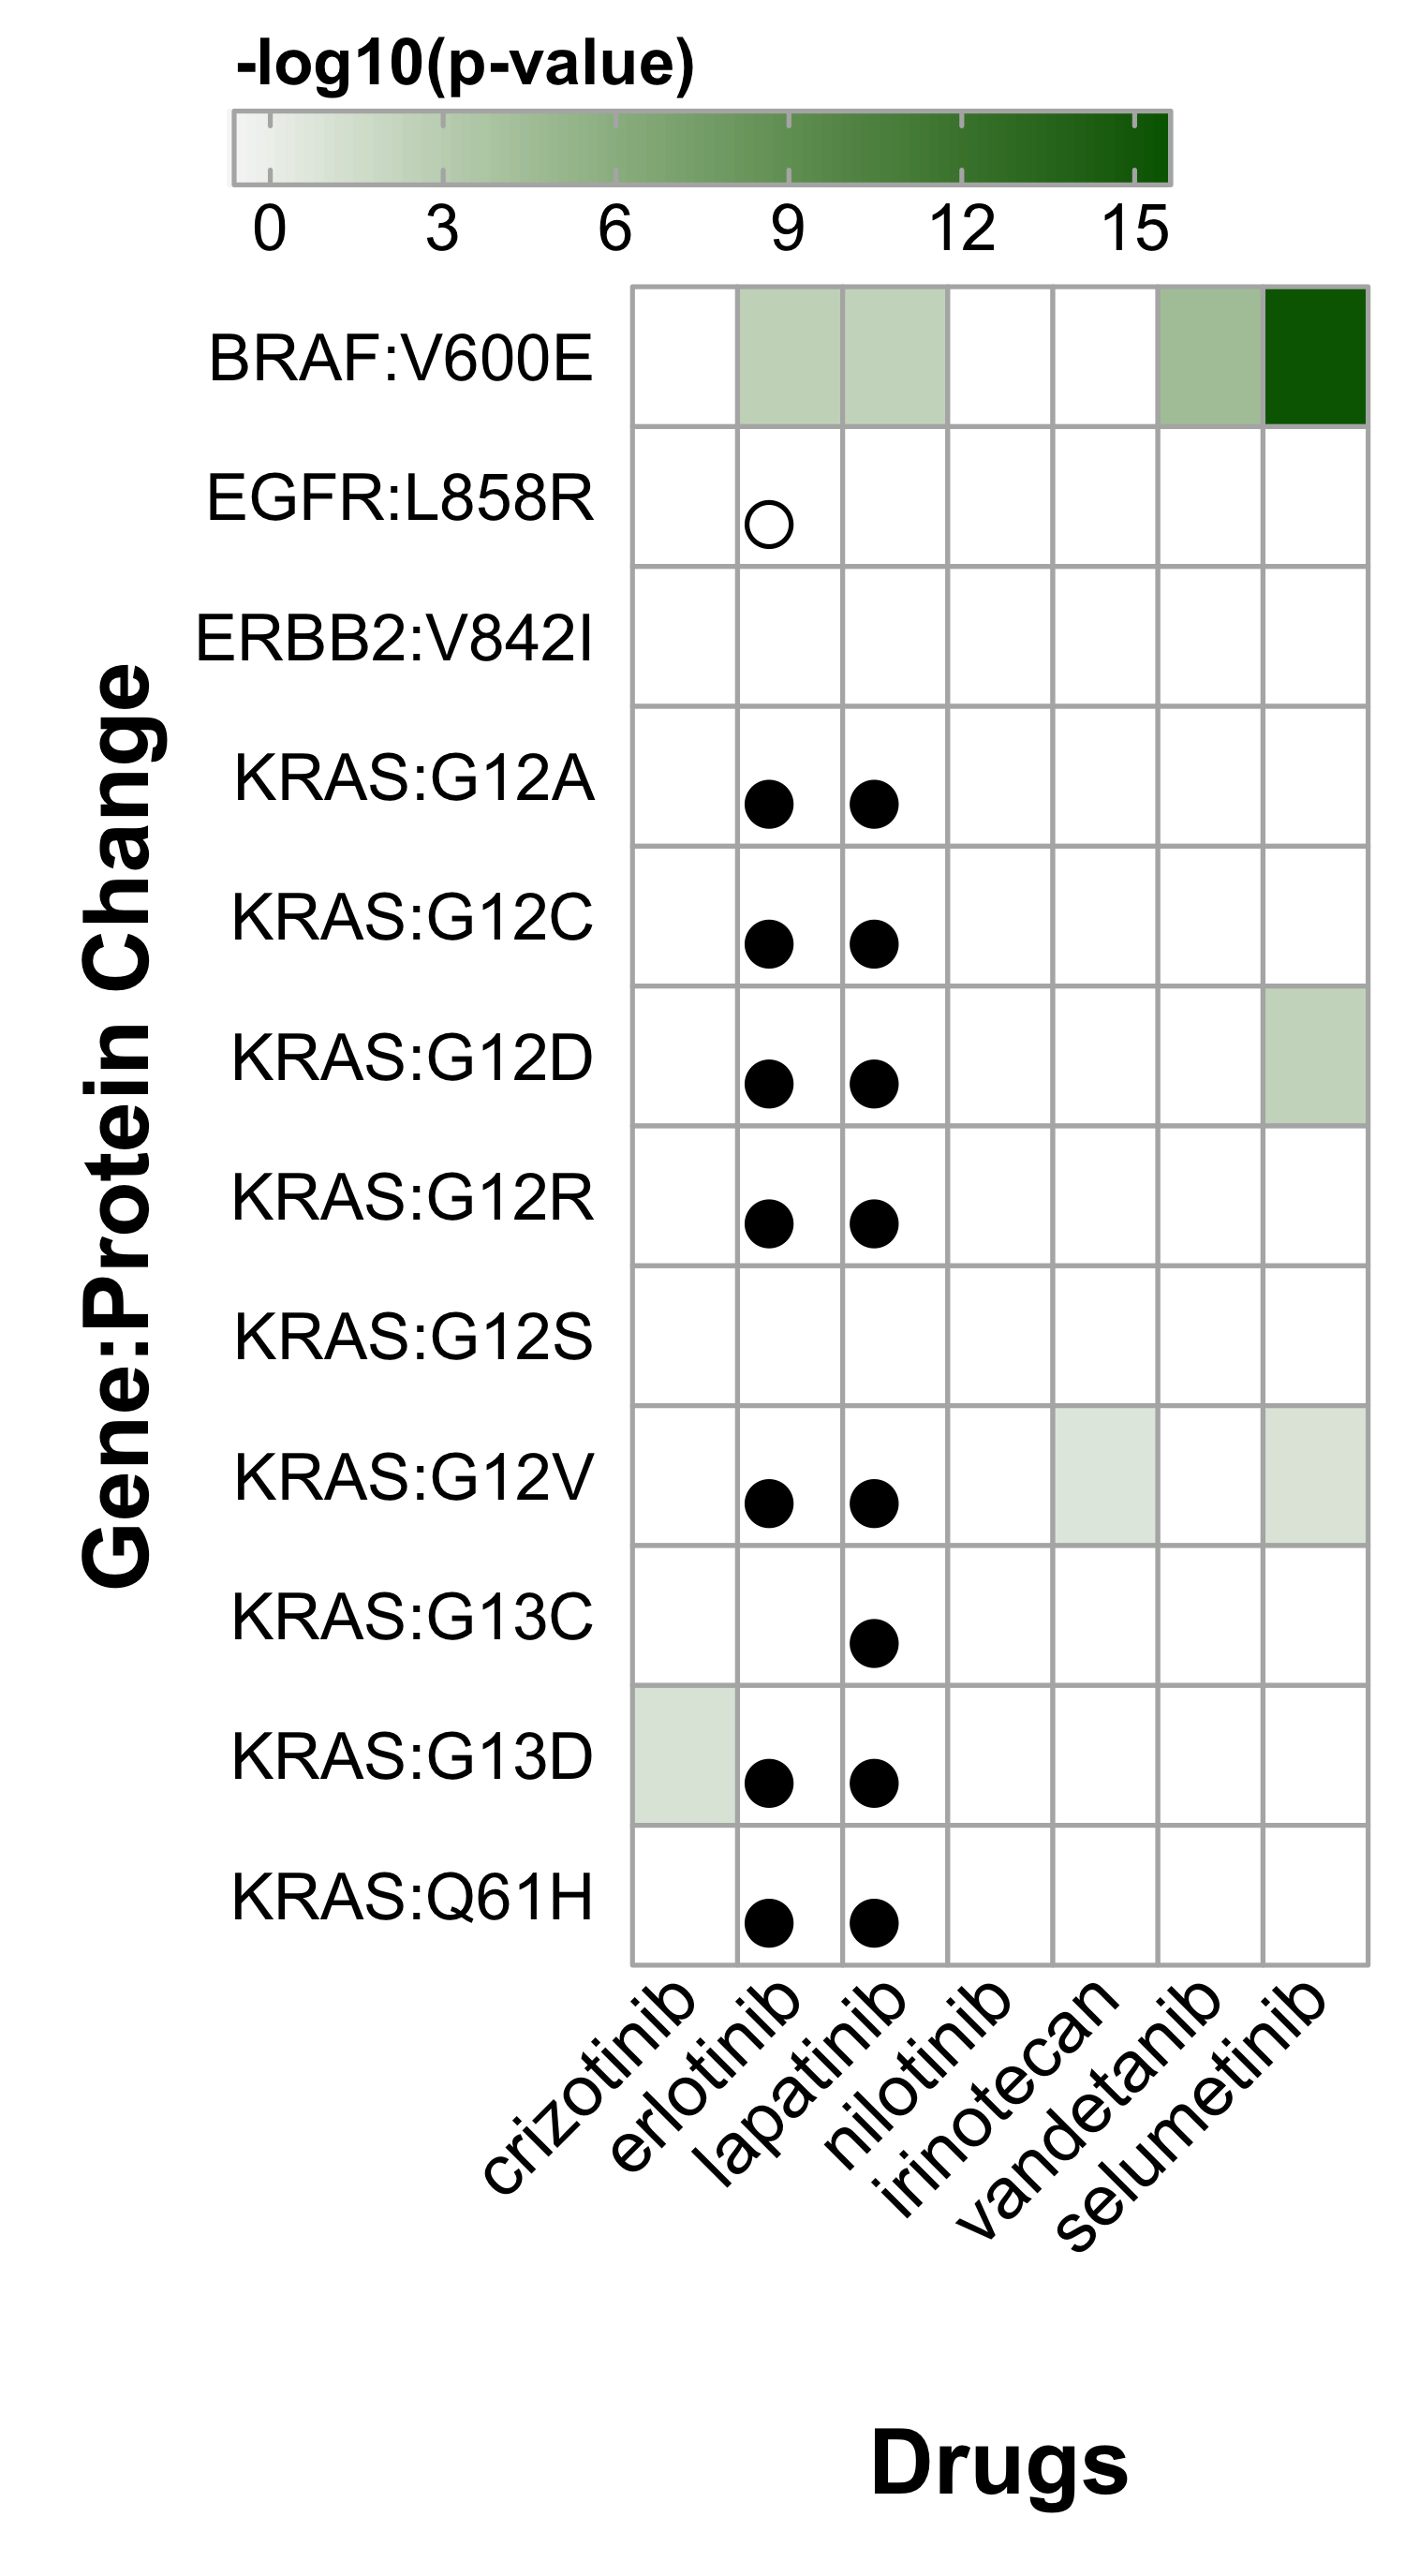 -log10(p-value)
0 3 6 9 12 15
BRAF:V600E
EGFR:L858R
ERBB2:V842I
KRAS:G12A
KRAS:G12C
KRAS:G12D
KRAS:G12R
KRAS:G12S
KRAS:G12V
KRAS:G13C
KRAS:G13D
KRAS:Q61H
Gene:Protein Change
crizotinib
erlotinib
lapatinib
nilotinib
irinotecan
vandetanib
selumetinib
Drugs